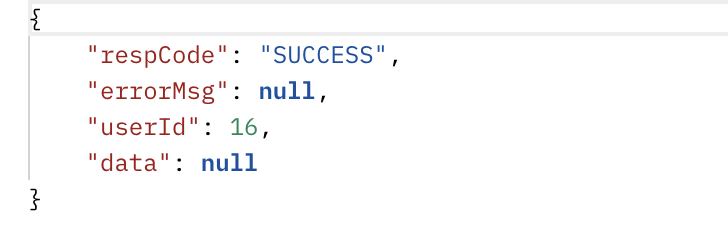 {
    "respCode": "SUCCESS",
    "errorMsg": null,
    "userId": 16,
    "data": null
}